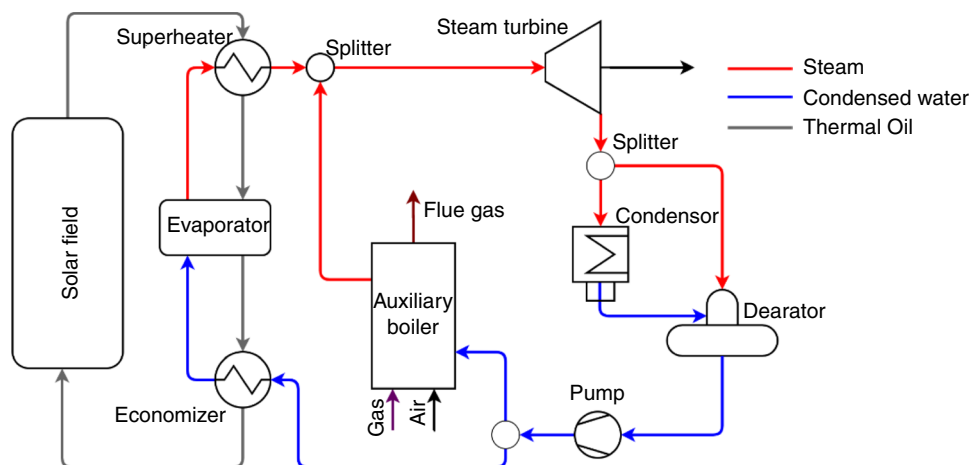 Superheater
Splitter
Steam turbine
Steam
Condensed water
Thermal Oil
Splitter
Solar field
Evaporator
Flue gas
Condensor
Auxiliary
boiler
Dearator
Economizer
Gas
Air
Pump